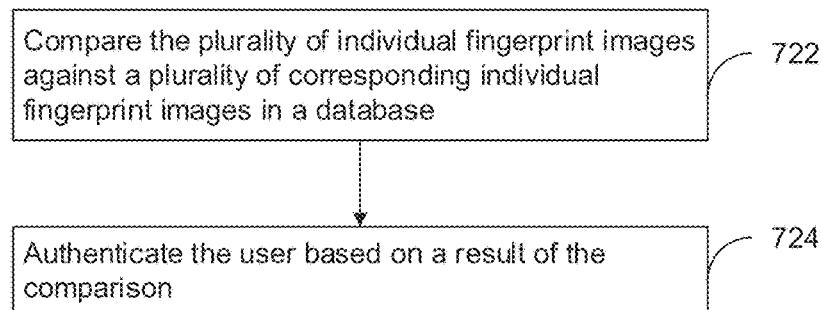 Compare the plurality of individual fingerprint images
against a plurality of corresponding individual
fingerprint images in a database
722
Authenticate the user based on a result of the
comparison
724